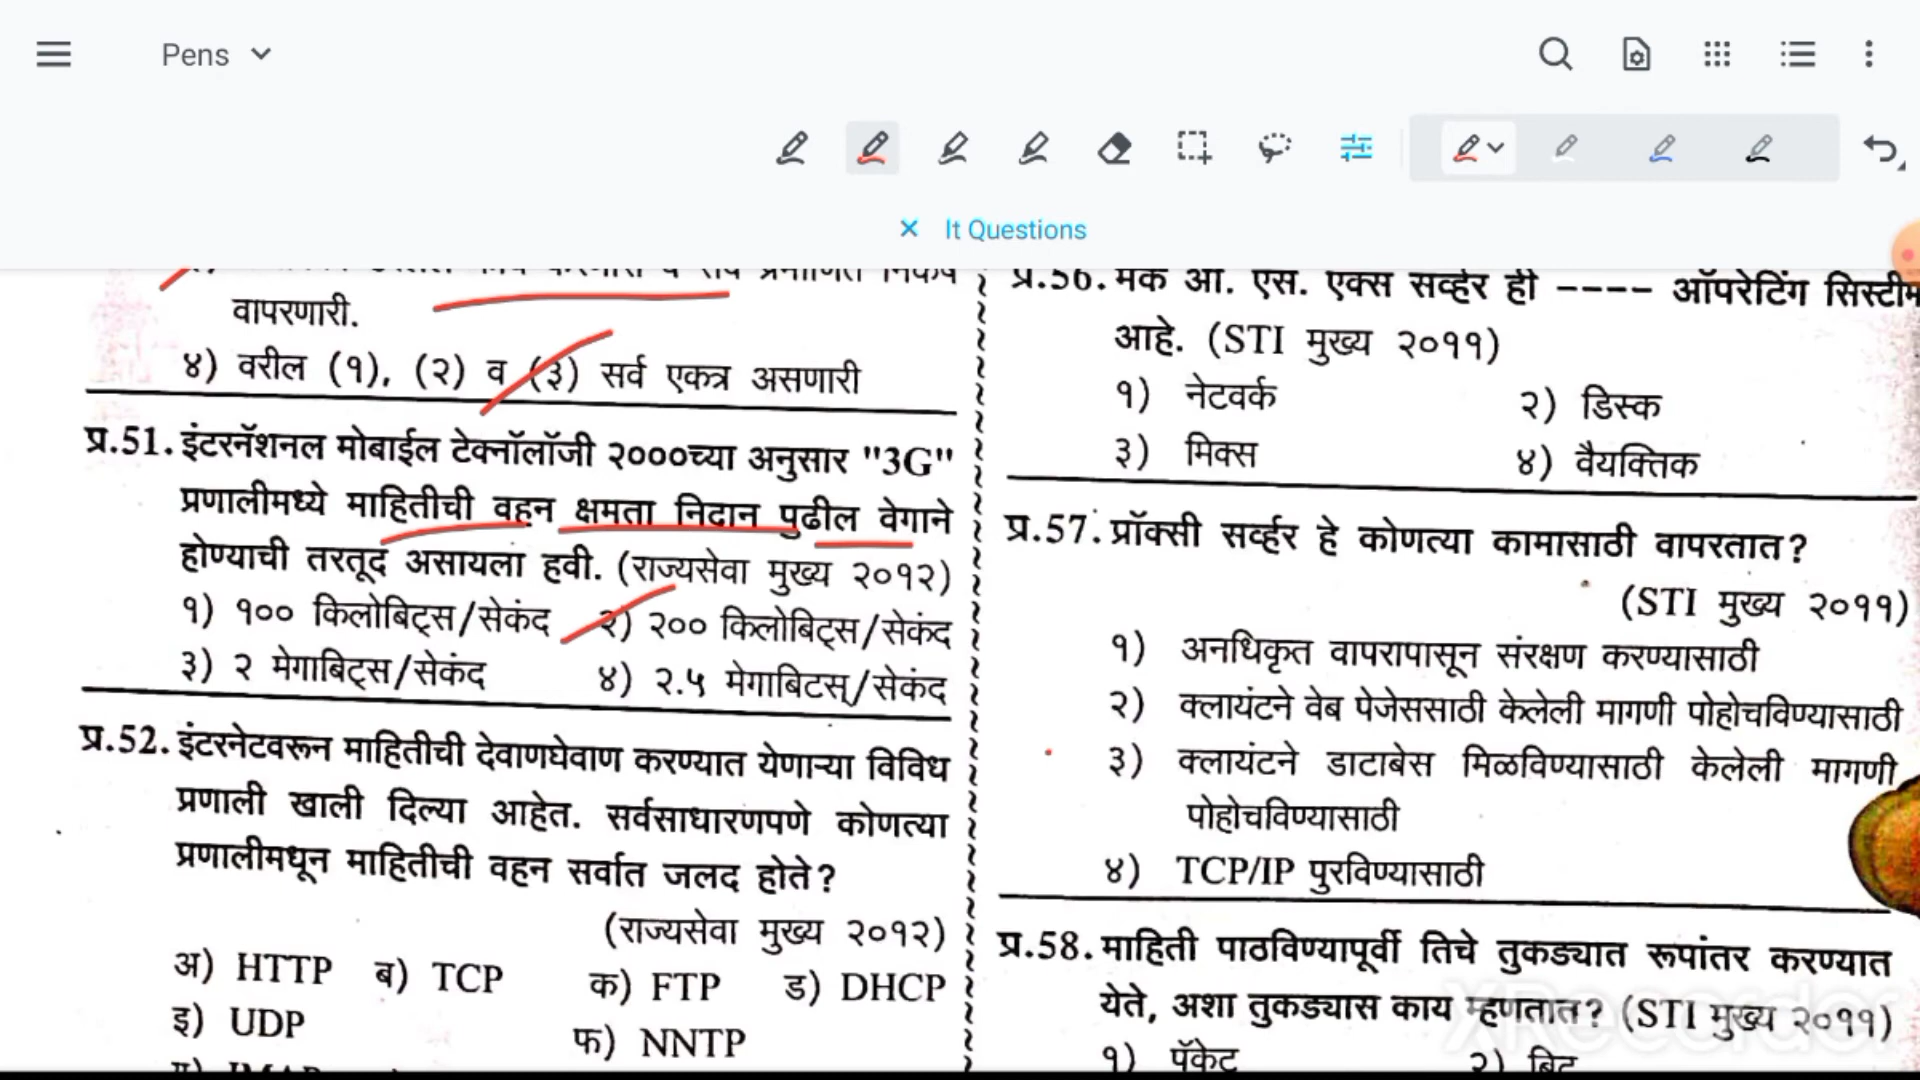 Pens
It Questions
वापरणारी.
४) वरील (१), (२) व (३) सर्व एकत्र असणारी
प्र.51. इंटरनॅशनल मोबाईल टेक्नॉलॉजी २०००च्या अनुसार "3G"
प्रणालीमध्ये माहितीची वहन क्षमता निदान पुढील वेगाने
होण्याची तरतूद असायला हवी. (राज्यसेवा मुख्य २०१२)
१) १०० किलोबिट्स/सेकंद २) २०० किलोबिट्स/सेकंद
३) २ मेगाबिट्स/सेकंद ४) २.५ मेगाबिटस्/सेकंद
प्र.52. इंटरनेटवरून माहितीची देवाणघेवाण करण्यात येणाऱ्या विविध
प्रणाली खाली दिल्या आहेत. सर्वसाधारणपणे कोणत्या
प्रणालीमधून माहितीची वहन सर्वात जलद होते?
(राज्यसेवा मुख्य २०१२)
अ) HTTP ब) TCP क) FTP ड) DHCP
इ) UDP फ) NNTP
प्र.56. मॅक ओ. एस. एक्स सर्व्हर ही ---- ऑपरेटिंग सिस्टीम
आहे. (STI मुख्य २०११)
१) नेटवर्क २) डिस्क
३) मिक्स ४) वैयक्तिक
प्र.57. प्रॉक्सी सर्व्हर हे कोणत्या कामासाठी वापरतात?
(STI मुख्य २०११)
१) अनधिकृत वापरापासून संरक्षण करण्यासाठी
२) क्लायंटने वेब पेजेससाठी केलेली मागणी पोहोचविण्यासाठी
३) क्लायंटने डाटाबेस मिळविण्यासाठी केलेली मागणी
पोहोचविण्यासाठी
४) TCP/IP पुरविण्यासाठी
प्र.58. माहिती पाठविण्यापूर्वी तिचे तुकड्यात रूपांतर करण्यात
येते, अशा तुकड्यास काय म्हणतात? (STI मुख्य २०११)
१) पॅकेट २) बिट
XRecorder